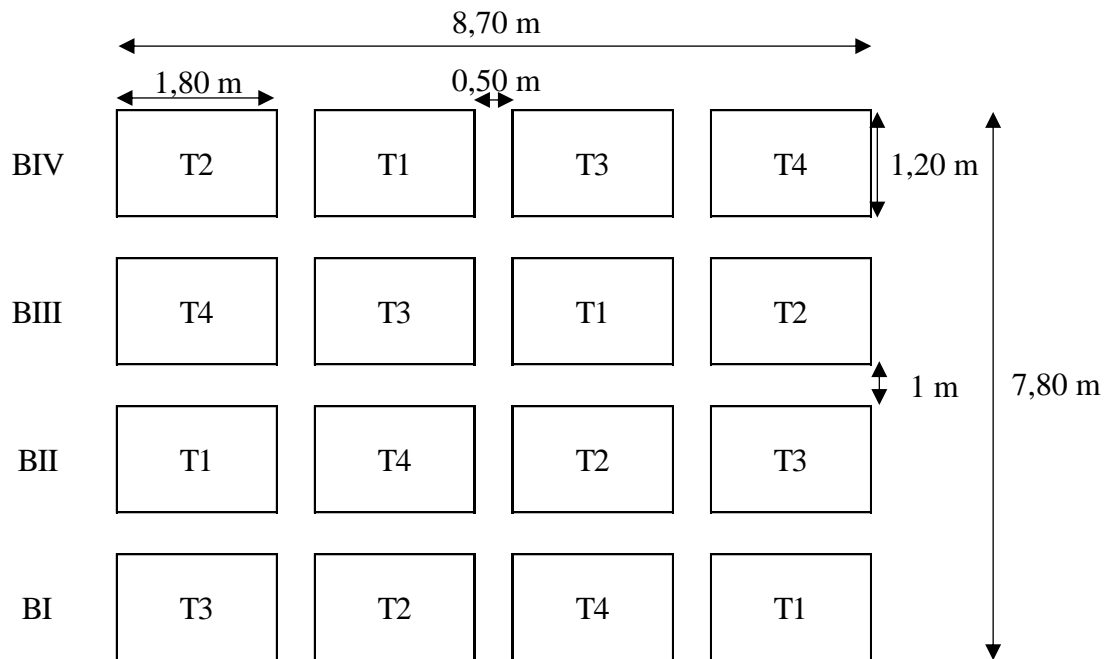 8,70 m
1,80 m 0,50 m
BIV T2 T1 T3 T4 1,20 m
BIII T4 T3 T1 T2
1 m 7,80 m
BII T1 T4 T2 T3
BI T3 T2 T4 T1